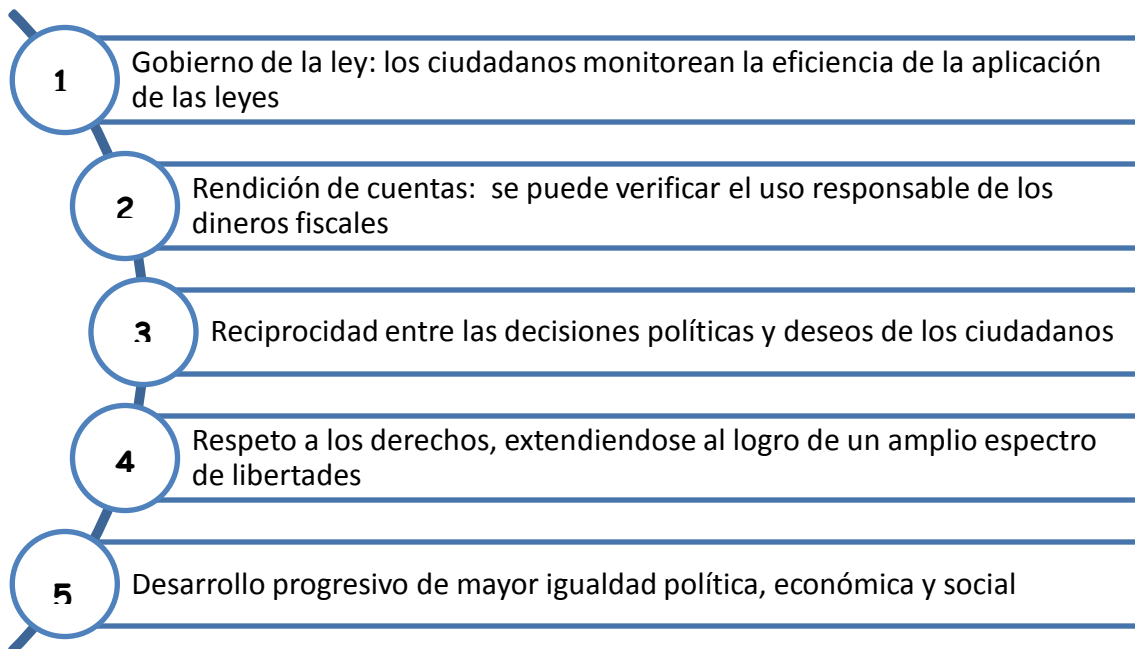 1
Gobierno de la ley: los ciudadanos monitorean la eficiencia de la aplicación
de las leyes
2
Rendición de cuentas:  se puede verificar el uso responsable de los
dineros fiscales
3
Reciprocidad entre las decisiones políticas y deseos de los ciudadanos
4
Respeto a los derechos, extendiendose al logro de un amplio espectro
de libertades
5
Desarrollo progresivo de mayor igualdad política, económica y social